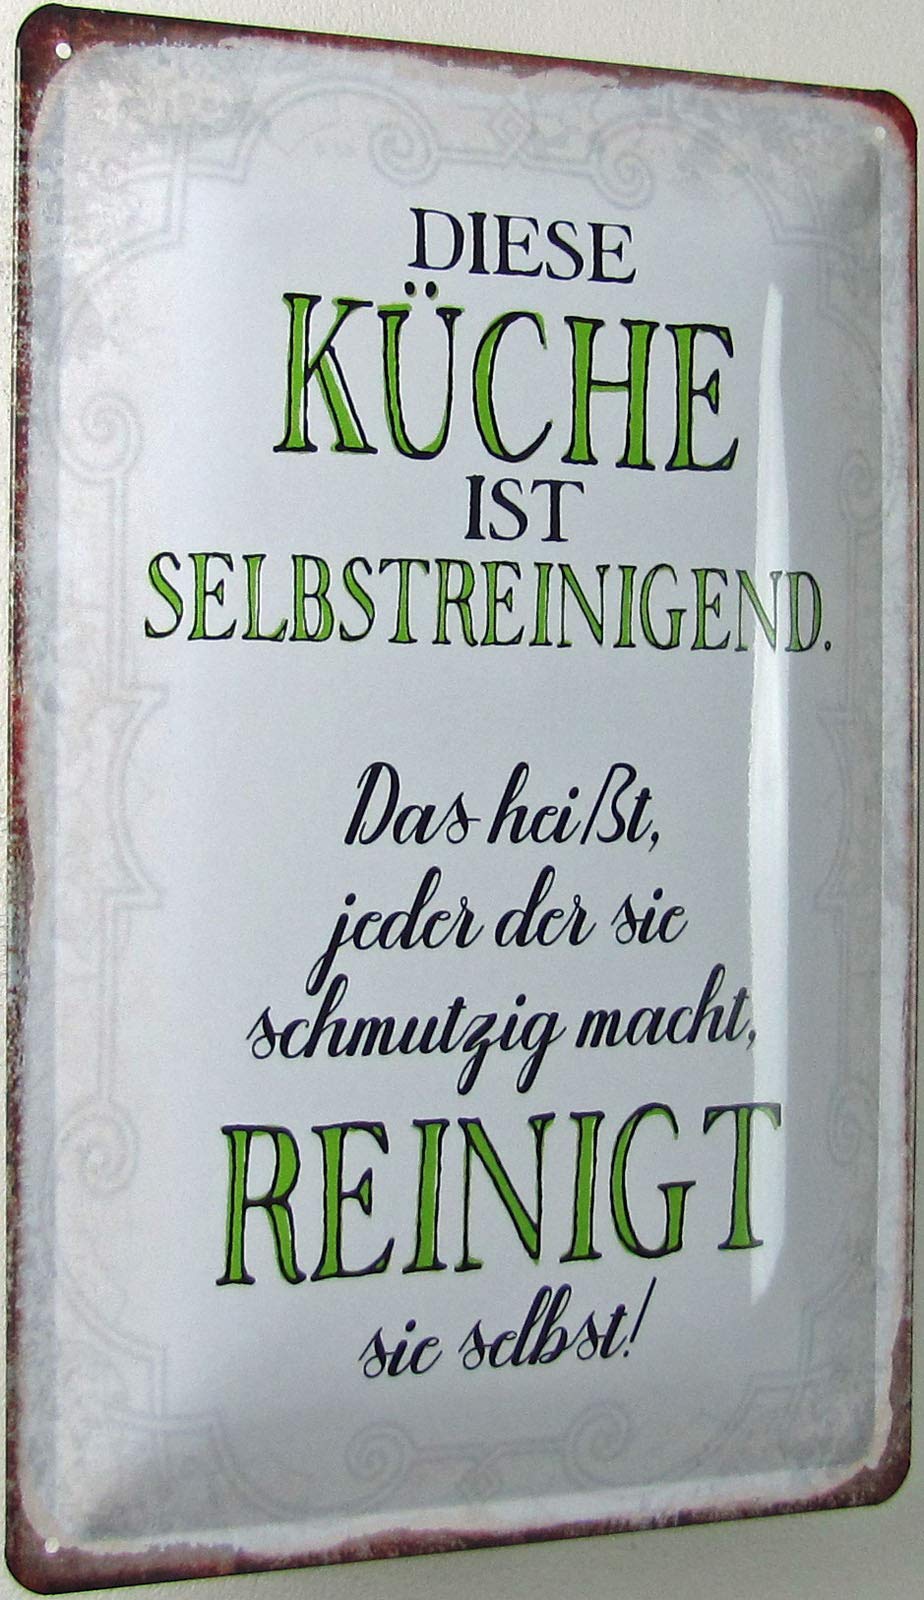 DIESE
KÜCHE
IST
SELBSTREINIGEND.
Das heißt,
jeder der sie
schmutzig macht,
REINIGT
sie selbst!